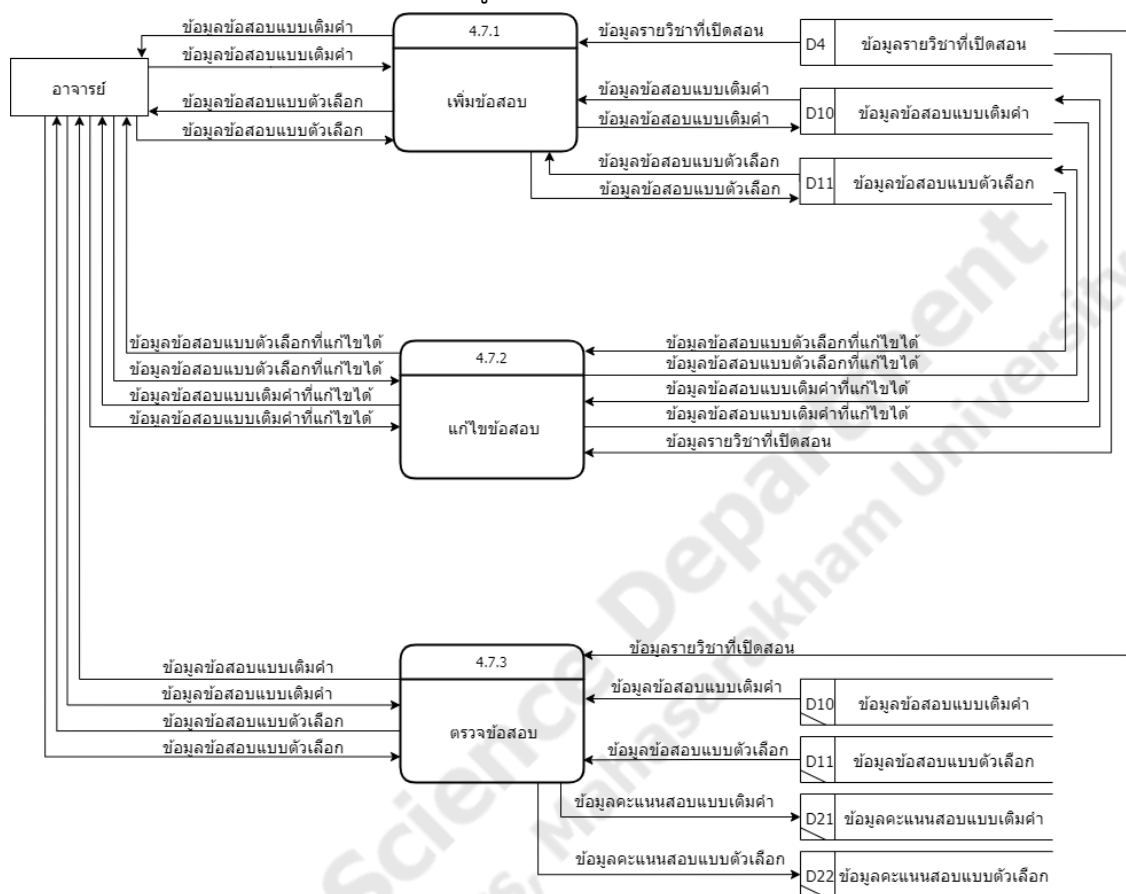 ข้อมูลข้อสอบแบบเติมคำ
4.7.1
ข้อมูลรายวิชาที่เปิดสอน
D4 ข้อมูลรายวิชาที่เปิดสอน
ข้อมูลข้อสอบแบบเติมคำ
อาจารย์
เพิ่มข้อสอบ
ข้อมูลข้อสอบแบบตัวเลือก
ข้อมูลข้อสอบแบบตัวเลือก
ข้อมูลข้อสอบแบบเติมคำ
ข้อมูลข้อสอบแบบเติมคำ
D10 ข้อมูลข้อสอบแบบเติมคำ
ข้อมูลข้อสอบแบบตัวเลือก
ข้อมูลข้อสอบแบบตัวเลือก
D11 ข้อมูลข้อสอบแบบตัวเลือก
ข้อมูลข้อสอบแบบตัวเลือกที่แก้ไขได้
ข้อมูลข้อสอบแบบตัวเลือกที่แก้ไขได้
ข้อมูลข้อสอบแบบเติมคำที่แก้ไขได้
ข้อมูลข้อสอบแบบเติมคำที่แก้ไขได้
4.7.2
แก้ไขข้อสอบ
ข้อมูลข้อสอบแบบตัวเลือกที่แก้ไขได้
ข้อมูลข้อสอบแบบตัวเลือกที่แก้ไขได้
ข้อมูลข้อสอบแบบเติมคำที่แก้ไขได้
ข้อมูลข้อสอบแบบเติมคำที่แก้ไขได้
ข้อมูลรายวิชาที่เปิดสอน
ข้อมูลข้อสอบแบบเติมคำ
ข้อมูลข้อสอบแบบเติมคำ
ข้อมูลข้อสอบแบบตัวเลือก
ข้อมูลข้อสอบแบบตัวเลือก
4.7.3
ตรวจข้อสอบ
ข้อมูลรายวิชาที่เปิดสอน
ข้อมูลข้อสอบแบบเติมคำ
D10 ข้อมูลข้อสอบแบบเติมคำ
ข้อมูลข้อสอบแบบตัวเลือก
D11 ข้อมูลข้อสอบแบบตัวเลือก
ข้อมูลคะแนนสอบแบบเติมคำ
D21 ข้อมูลคะแนนสอบแบบเติมคำ
ข้อมูลคะแนนสอบแบบตัวเลือก
D22 ข้อมูลคะแนนสอบแบบตัวเลือก
Science Department
Mahasarakham University